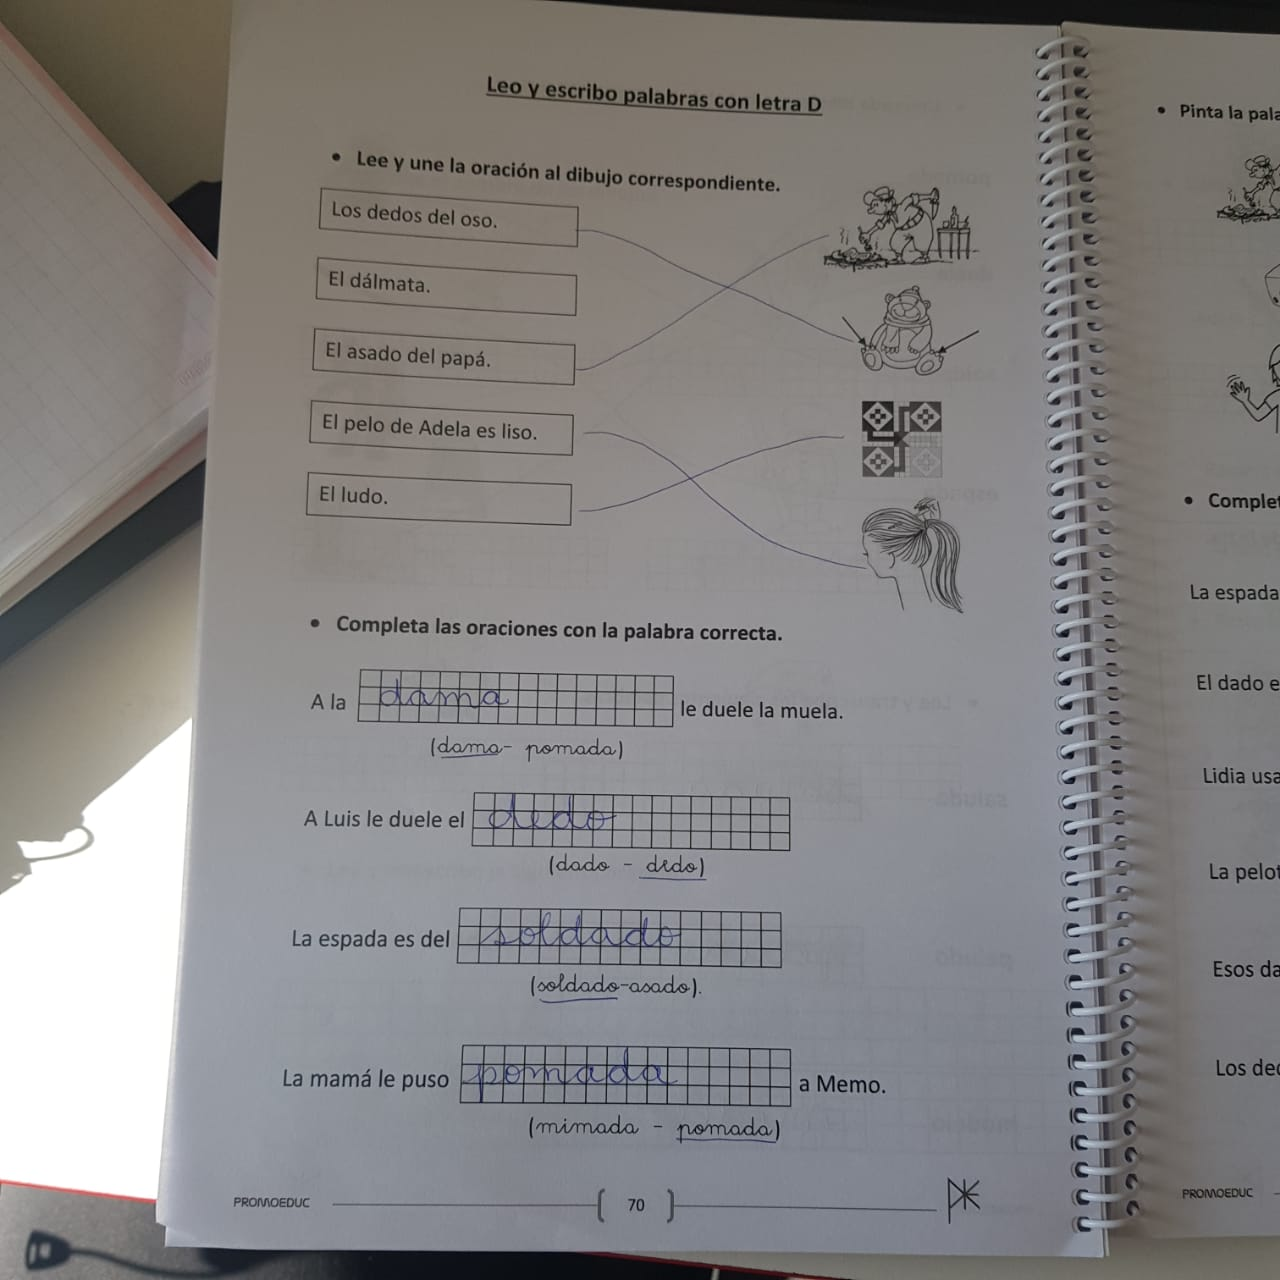 Leo y escribo palabras con letra D
• Lee y une la oración al dibujo correspondiente.
Los dedos del oso.
El dálmata.
El asado del papá.
El pelo de Adela es liso.
El ludo.
• Completa las oraciones con la palabra correcta.
A la dama le duele la muela.
(dama- pomada)
A Luis le duele el dedo
(dado - dedo)
La espada es del soldado
(soldado-asado).
La mamá le puso pomada a Memo.
(mimada - pomada)
PROMOEDUC 70 PK
• Pinta la pala
• Complet
La espada
El dado e
Lidia usa
La pelot
Esos da
Los ded
PROMOEDUC